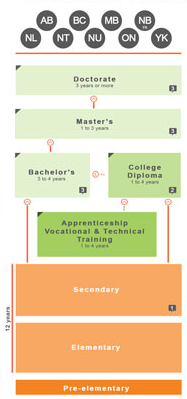 AB BC MB NB
FR
NL NT NU ON YK
Doctorate
3 years or more
3
Master's
1 to 3 years
3
Bachelor's
3 to 4 years
3
College
Diploma
1 to 4 years
2
Apprenticeship
Vocational & Technical
Training
1 to 4 years
12 years
Secondary
1
Elementary
Pre-elementary